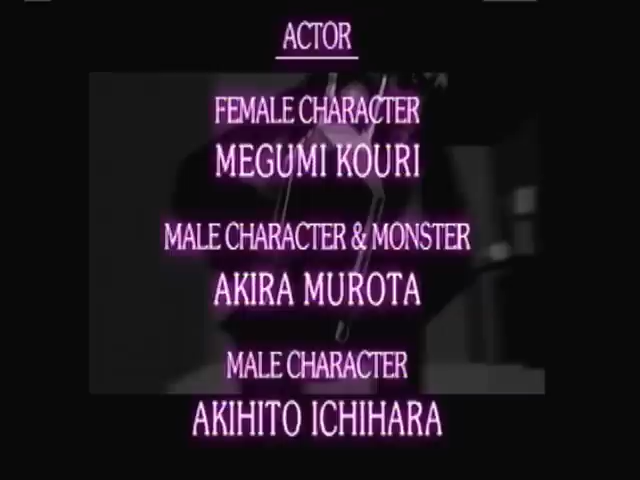 ACTOR
FEMALE CHARACTER
MEGUMI KOURI
MALE CHARACTER & MONSTER
AKIRA MUROTA
MALE CHARACTER
AKIHITO ICHIHARA